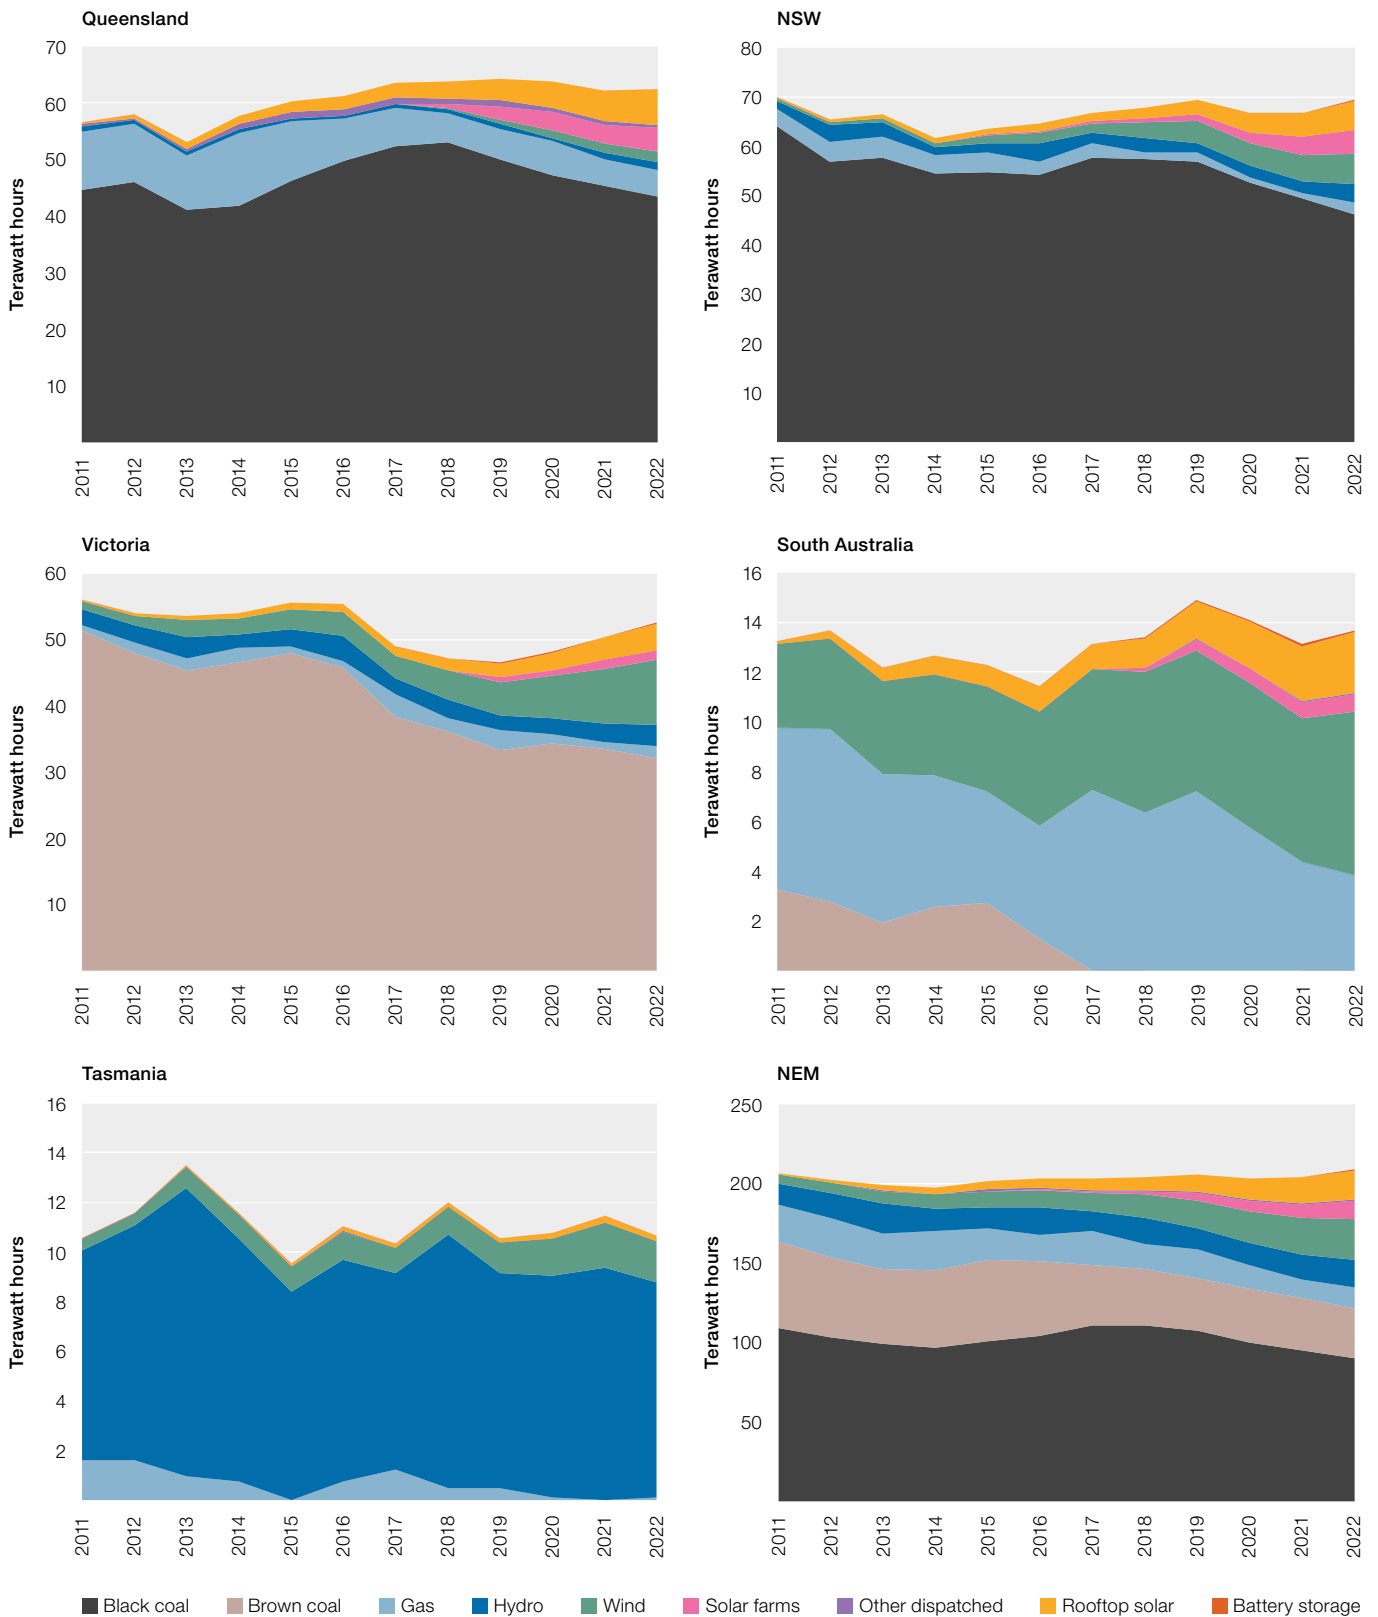 Queensland
Terawatt hours
70
60
50
40
30
20
10
2011 2012 2013 2014 2015 2016 2017 2018 2019 2020 2021 2022
NSW
Terawatt hours
80
70
60
50
40
30
20
10
2011 2012 2013 2014 2015 2016 2017 2018 2019 2020 2021 2022
Victoria
Terawatt hours
60
50
40
30
20
10
2011 2012 2013 2014 2015 2016 2017 2018 2019 2020 2021 2022
South Australia
Terawatt hours
16
14
12
10
8
6
4
2
2011 2012 2013 2014 2015 2016 2017 2018 2019 2020 2021 2022
Tasmania
Terawatt hours
16
14
12
10
8
6
4
2
2011 2012 2013 2014 2015 2016 2017 2018 2019 2020 2021 2022
NEM
Terawatt hours
250
200
150
100
50
2011 2012 2013 2014 2015 2016 2017 2018 2019 2020 2021 2022
Black coal Brown coal Gas Hydro Wind Solar farms Other dispatched Rooftop solar Battery storage